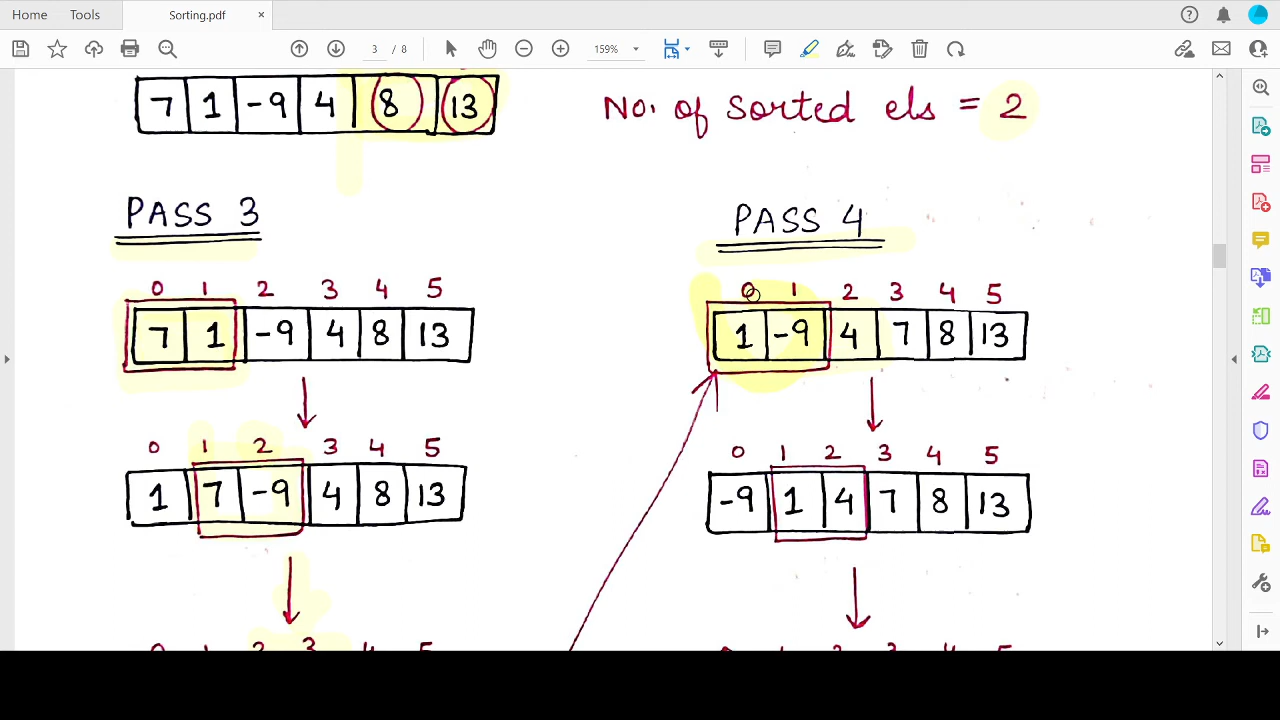 Home Tools Sorting.pdf ×
3 / 8 159%
7 1 -9 4 8 13
No. of Sorted els = 2
PASS 3
0 1 2 3 4 5
7 1 -9 4 8 13
0 1 2 3 4 5
1 7 -9 4 8 13
PASS 4
0 1 2 3 4 5
1 -9 4 7 8 13
0 1 2 3 4 5
-9 1 4 7 8 13